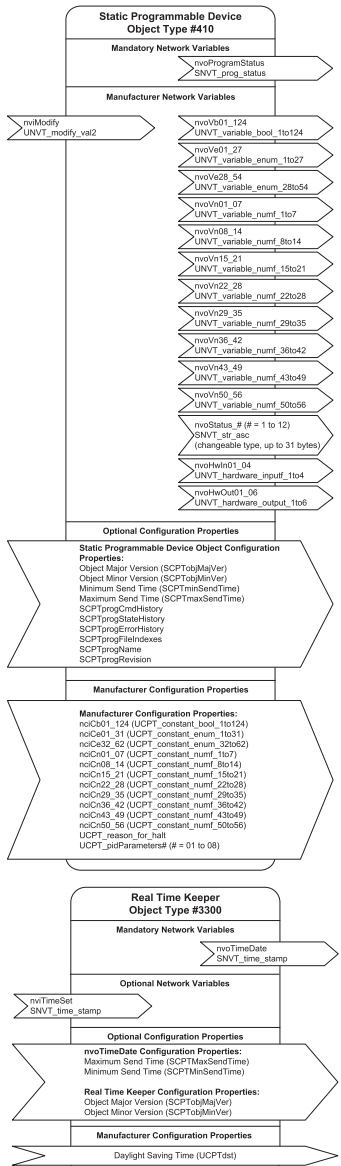 Static Programmable Device
Object Type #410
Mandatory Network Variables
nvoProgramStatus
SNVT_prog_status
Manufacturer Network Variables
nviModify
UNVT_modify_val2
nvoVb01_124
UNVT_variable_bool_1to124
nvoVe01_27
UNVT_variable_enum_1to27
nvoVe28_54
UNVT_variable_enum_28to54
nvoVn01_07
UNVT_variable_numf_1to7
nvoVn08_14
UNVT_variable_numf_8to14
nvoVn15_21
UNVT_variable_numf_15to21
nvoVn22_28
UNVT_variable_numf_22to28
nvoVn29_35
UNVT_variable_numf_29to35
nvoVn36_42
UNVT_variable_numf_36to42
nvoVn43_49
UNVT_variable_numf_43to49
nvoVn50_56
UNVT_variable_numf_50to56
nvoStatus_# (# = 1 to 12)
SNVT_str_asc
(changeable type, up to 31 bytes)
nvoHwIn01_04
UNVT_hardware_inputf_1to4
nvoHwOut01_06
UNVT_hardware_output_1to6
Optional Configuration Properties
Static Programmable Device Object Configuration
Properties:
Object Major Version (SCPTobjMajVer)
Object Minor Version (SCPTobjMinVer)
Minimum Send Time (SCPTminSendTime)
Maximum Send Time (SCPTmaxSendTime)
SCPTprogCmdHistory
SCPTprogStateHistory
SCPTprogErrorHistory
SCPTprogFileIndexes
SCPTprogName
SCPTprogRevision
Manufacturer Configuration Properties
Manufacturer Configuration Properties:
nciCb01_124 (UCPT_constant_bool_1to124)
nciCe01_31 (UCPT_constant_enum_1to31)
nciCe32_62 (UCPT_constant_enum_32to62)
nciCn01_07 (UCPT_constant_numf_1to7)
nciCn08_14 (UCPT_constant_numf_8to14)
nciCn15_21 (UCPT_constant_numf_15to21)
nciCn22_28 (UCPT_constant_numf_22to28)
nciCn29_35 (UCPT_constant_numf_29to35)
nciCn36_42 (UCPT_constant_numf_36to42)
nciCn43_49 (UCPT_constant_numf_43to49)
nciCn50_56 (UCPT_constant_numf_50to56)
UCPT_reason_for_halt
UCPT_pidParameters# (# = 01 to 08)
Real Time Keeper
Object Type #3300
Mandatory Network Variables
nvoTimeDate
SNVT_time_stamp
Optional Network Variables
nviTimeSet
SNVT_time_stamp
Optional Configuration Properties
nvoTimeDate Configuration Properties:
Maximum Send Time (SCPTMaxSendTime)
Minimum Send Time (SCPTMinSendTime)
Real Time Keeper Configuration Properties:
Object Major Version (SCPTobjMajVer)
Object Minor Version (SCPTobjMinVer)
Manufacturer Configuration Properties
Daylight Saving Time (UCPTdst)